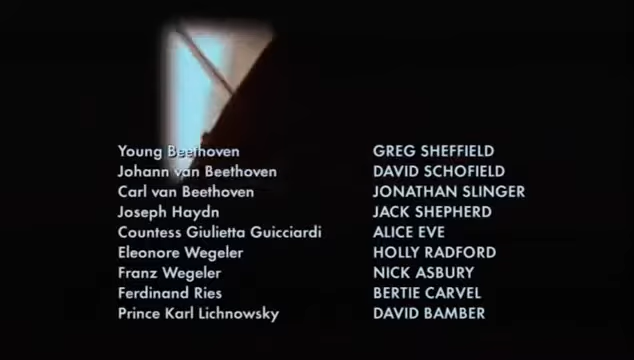 Young Beethoven GREG SHEFFIELD
Johann van Beethoven DAVID SCHOFIELD
Carl van Beethoven JONATHAN SLINGER
Joseph Haydn JACK SHEPHERD
Countess Giulietta Guicciardi ALICE EVE
Eleonore Wegeler HOLLY RADFORD
Franz Wegeler NICK ASBURY
Ferdinand Ries BERTIE CARVEL
Prince Karl Lichnowsky DAVID BAMBER